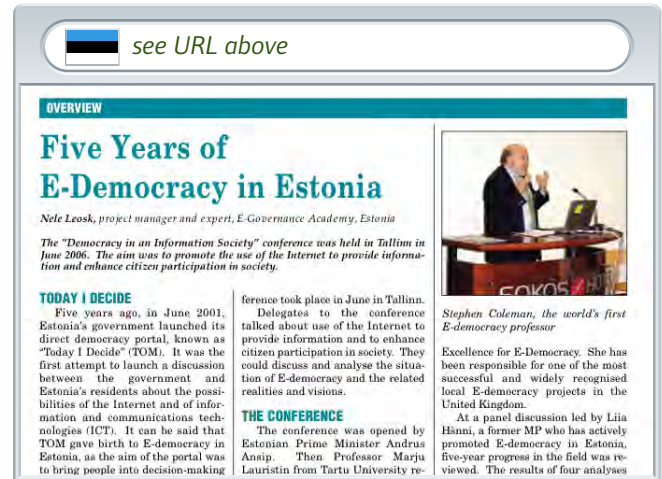 see URL above
OVERVIEW
Five Years of
E-Democracy in Estonia
Nele Leosk, project manager and expert, E-Governance Academy, Estonia
The "Democracy in an Information Society" conference was held in Tallinn in
June 2006. The aim was to promote the use of the Internet to provide informa-
tion and enhance citizen participation in society.
TODAY I DECIDE
Five years ago, in June 2001,
Estonia's government launched its
direct democracy portal, known as
"Today I Decide" (TOM). It was the
first attempt to launch a discussion
between the government and
Estonia's residents about the possi-
bilities of the Internet and of infor-
mation and communications tech-
nologies (ICT). It can be said that
TOM gave birth to E-democracy in
Estonia, as the aim of the portal was
to bring people into decision-making
ference took place in June in Tallinn.
Delegates to the conference
talked about use of the Internet to
provide information and to enhance
citizen participation in society. They
could discuss and analyse the situa-
tion of E-democracy and the related
realities and visions.
THE CONFERENCE
The conference was opened by
Estonian Prime Minister Andrus
Ansip. Then Professor Marju
Lauristin from Tartu University re-
SOKOS HOT
Stephen Coleman, the world's first
E-democracy professor
Excellence for E-Democracy. She has
been responsible for one of the most
successful and widely recognised
local E-democracy projects in the
United Kingdom.
At a panel discussion led by Liia
Hänni, a former MP who has actively
promoted E-democracy in Estonia,
five-year progress in the field was re-
viewed. The results of four analyses